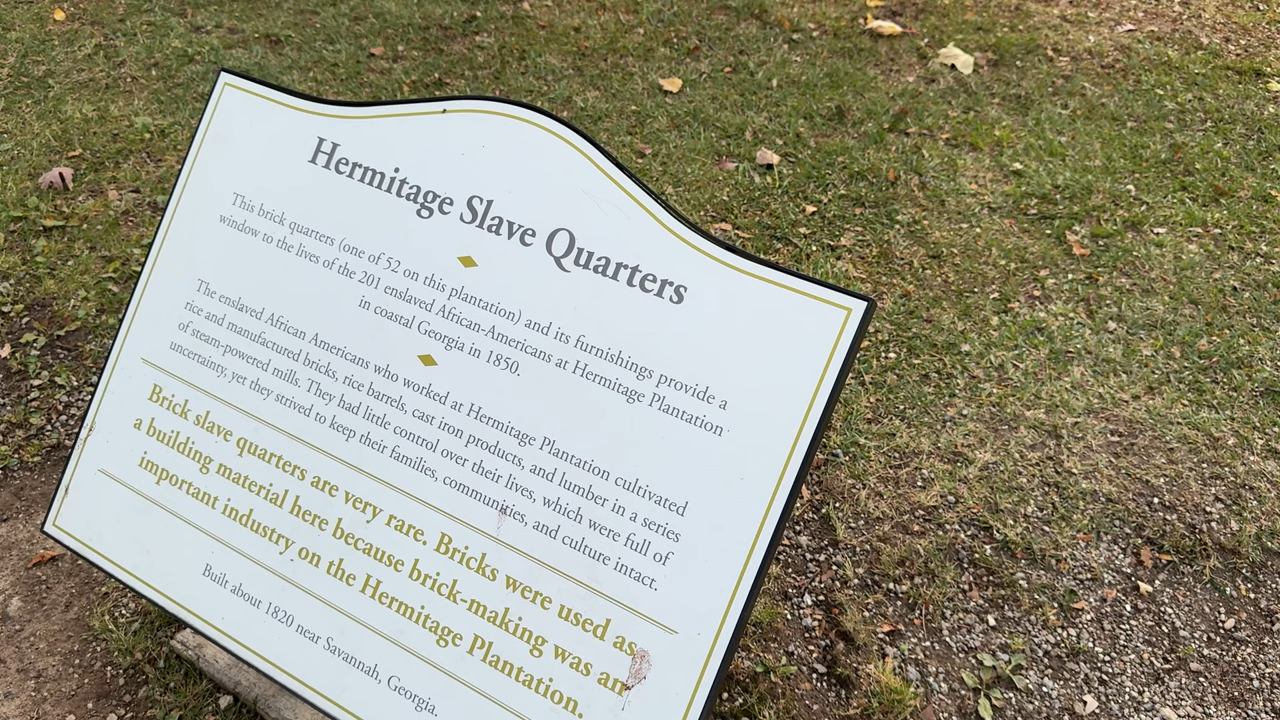 Hermitage Slave Quarters
This brick quarters (one of 52 on this plantation) and its furnishings provide a
window to the lives of the 201 enslaved African-Americans at Hermitage Plantation
in coastal Georgia in 1850.
The enslaved African Americans who worked at Hermitage Plantation cultivated
rice and manufactured bricks, rice barrels, cast iron products, and lumber in a series
of steam-powered mills. They had little control over their lives, which were full of
uncertainty, yet they strived to keep their families, communities, and culture intact.
Brick slave quarters are very rare. Bricks were used as
a building material here because brick-making was an
important industry on the Hermitage Plantation.
Built about 1820 near Savannah, Georgia.